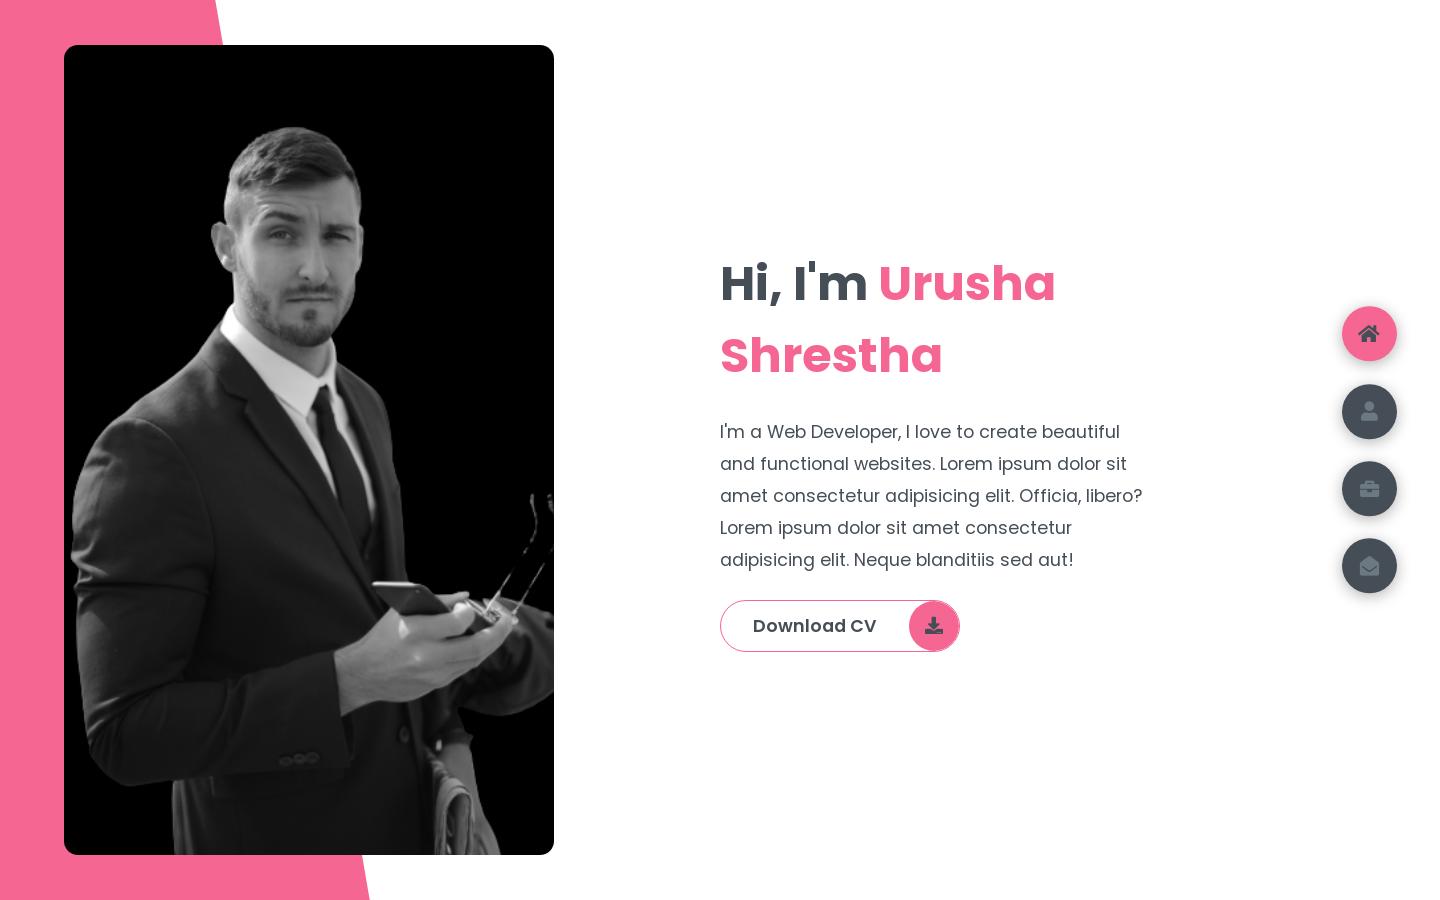 Hi, I'm Urusha
Shrestha
I'm a Web Developer, I love to create beautiful
and functional websites. Lorem ipsum dolor sit
amet consectetur adipisicing elit. Officia, libero?
Lorem ipsum dolor sit amet consectetur
adipisicing elit. Neque blanditiis sed aut!
Download CV